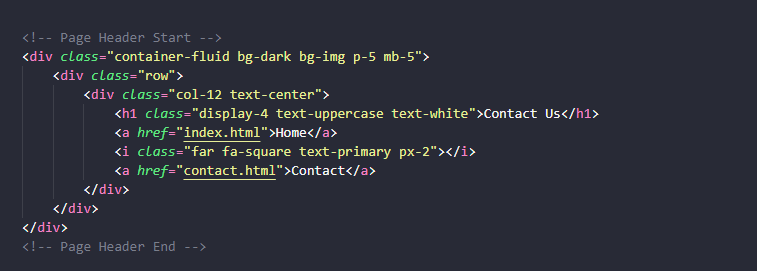 <!-- Page Header Start -->
<div class="container-fluid bg-dark bg-img p-5 mb-5">
<div class="row">
<div class="col-12 text-center">
<h1 class="display-4 text-uppercase text-white">Contact Us</h1>
<a href="index.html">Home</a>
<i class="far fa-square text-primary px-2"></i>
<a href="contact.html">Contact</a>
</div>
</div>
</div>
<!-- Page Header End -->